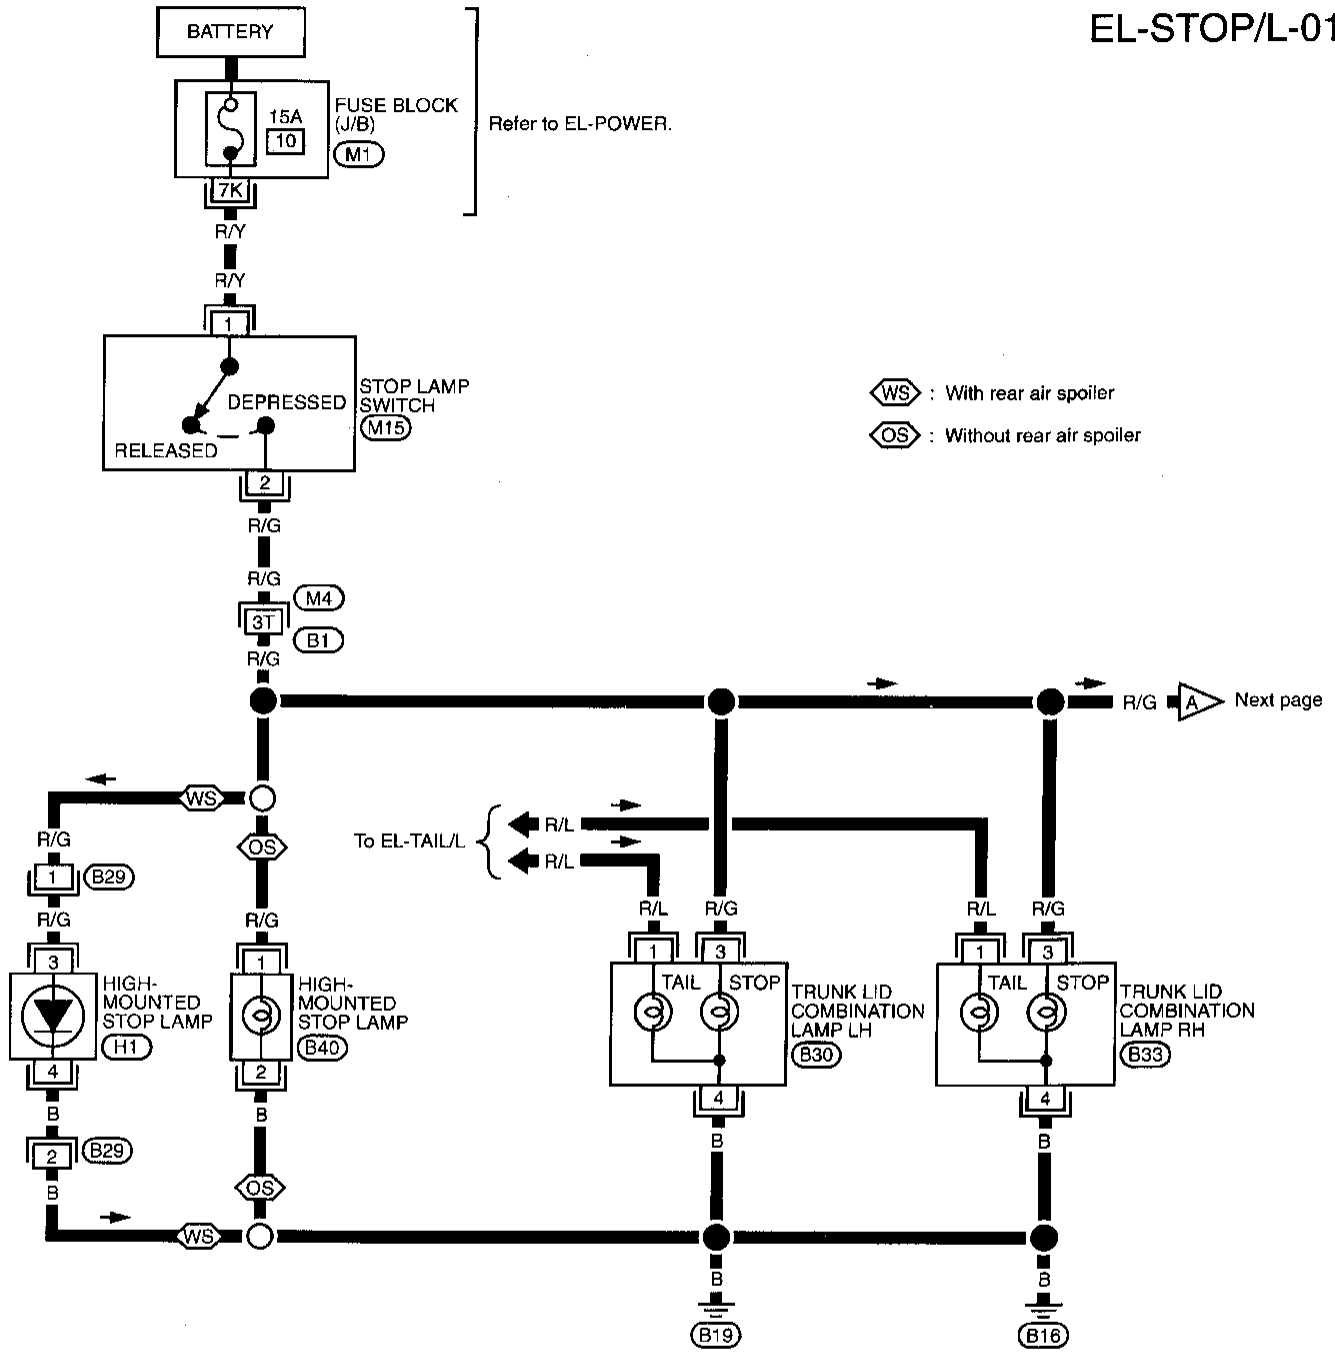 EL-STOP/L-01
BATTERY
FUSE BLOCK
(J/B)
15A
10
M1
Refer to EL-POWER.
7K
R/Y
R/Y
1
STOP LAMP
SWITCH
M15
DEPRESSED
RELEASED
WS : With rear air spoiler
OS : Without rear air spoiler
2
R/G
R/G
M4
3T
B1
R/G
R/G
A
Next page
WS
OS
To EL-TAIL/L
R/L
R/L
R/G
1
B29
R/G
R/G
R/L
R/G
R/L
R/G
3
1
1
3
1
3
HIGH-
MOUNTED
STOP LAMP
H1
HIGH-
MOUNTED
STOP LAMP
B40
TAIL
STOP
TRUNK LID
COMBINATION
LAMP LH
B30
TAIL
STOP
TRUNK LID
COMBINATION
LAMP RH
B33
4
2
4
4
B
B
B
B
2
B29
B
OS
WS
B
B
B19
B16